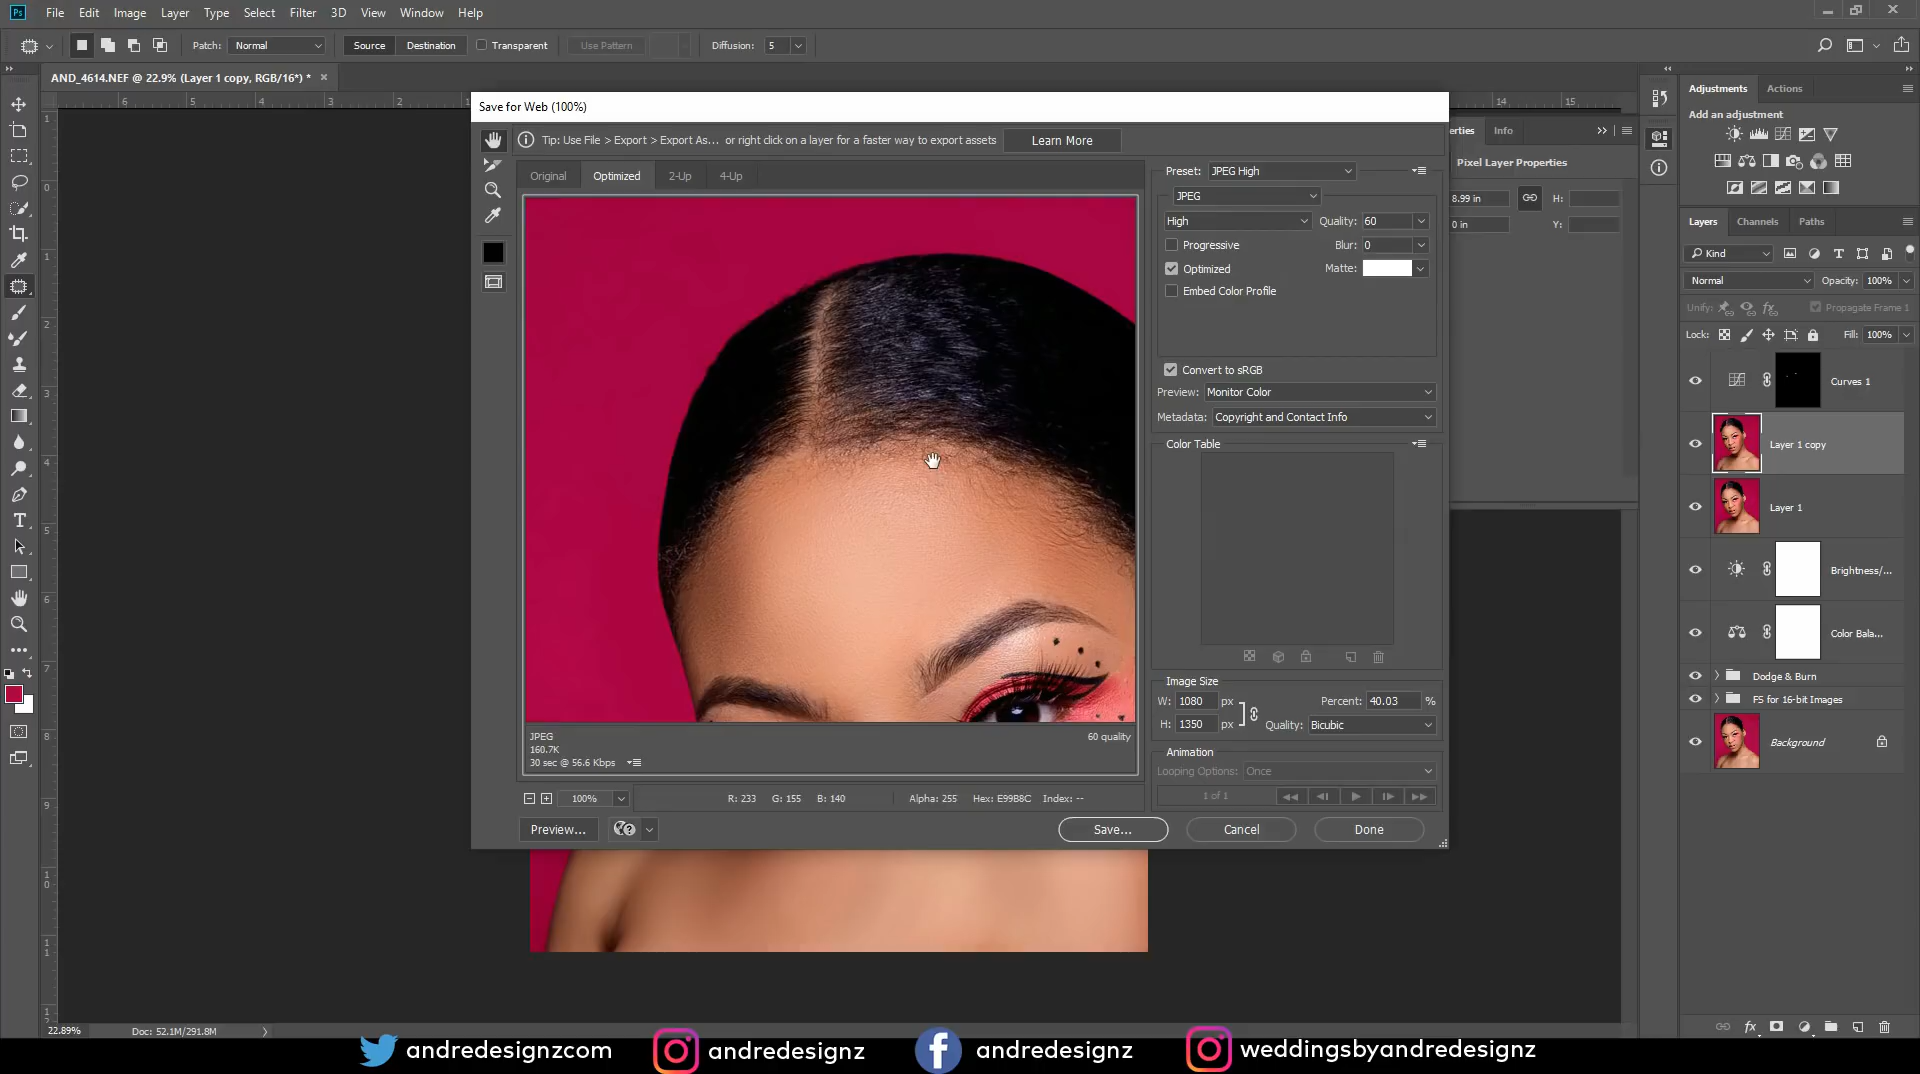 Ps File Edit Image Layer Type Select Filter 3D View Window Help
Patch: Normal Source Destination Transparent Use Pattern Diffusion: 5
AND_4614.NEF @ 22.9% (Layer 1 copy, RGB/16*) * ×
Save for Web (100%)
Tip: Use File > Export > Export As... or right click on a layer for a faster way to export assets Learn More
Original Optimized 2-Up 4-Up
Preset: JPEG High
JPEG
High Quality: 60
Progressive Blur: 0
Optimized Matte:
Embed Color Profile
Convert to sRGB
Preview: Monitor Color
Metadata: Copyright and Contact Info
Color Table
Image Size
W: 1080 px Percent: 40.03 %
H: 1350 px Quality: Bicubic
Animation
Looping Options: Once
1 of 1
JPEG 60 quality
160.7K
30 sec @ 56.6 Kbps
100% R: 233 G: 155 B: 140 Alpha: 255 Hex: E99B8C Index: --
Preview... Save... Cancel Done
erties Info
Pixel Layer Properties
8.99 in H:
0 in Y:
Adjustments Actions
Add an adjustment
Layers Channels Paths
Kind
Normal Opacity: 100%
Unify: Propagate Frame 1
Lock: Fill: 100%
Curves 1
Layer 1 copy
Layer 1
Brightness/...
Color Bala...
Dodge & Burn
FS for 16-bit Images
Background
22.89% Doc: 52.1M/291.8M
andredesignzcom andredesignz andredesignz weddingsbyandredesignz